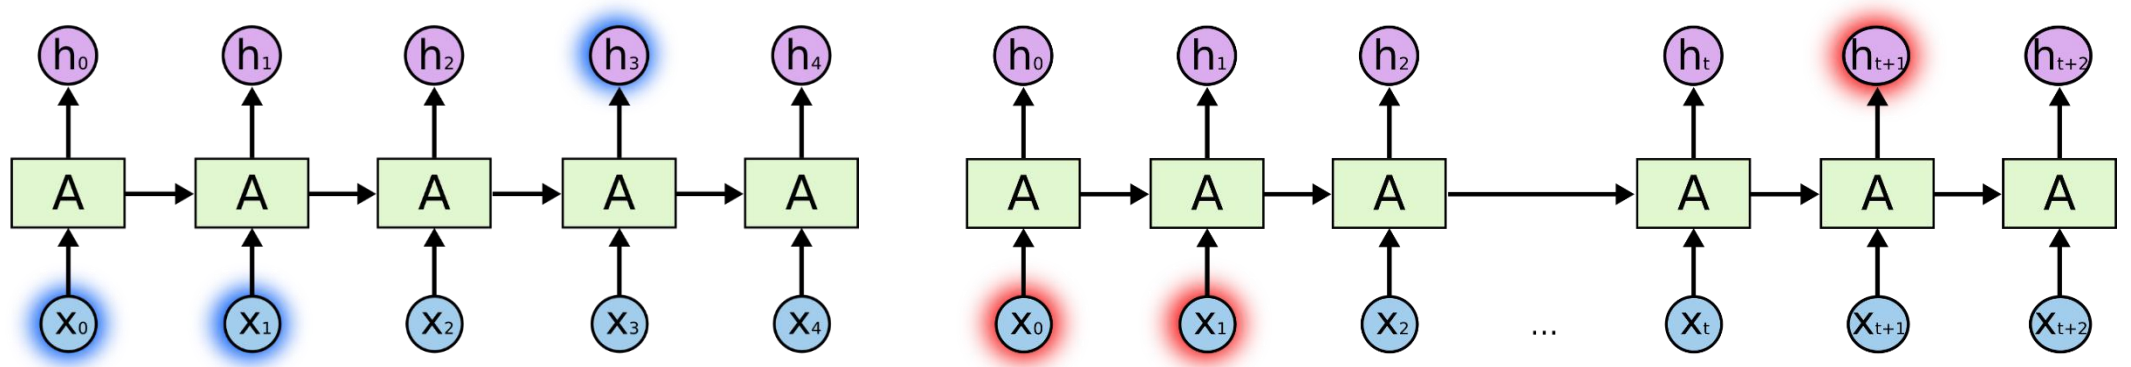 h0 h1 h2 h3 h4 h0 h1 h2 ht ht+1 ht+2
A A A A A A A A A A A
x0 x1 x2 x3 x4 x0 x1 x2 ... xt xt+1 xt+2